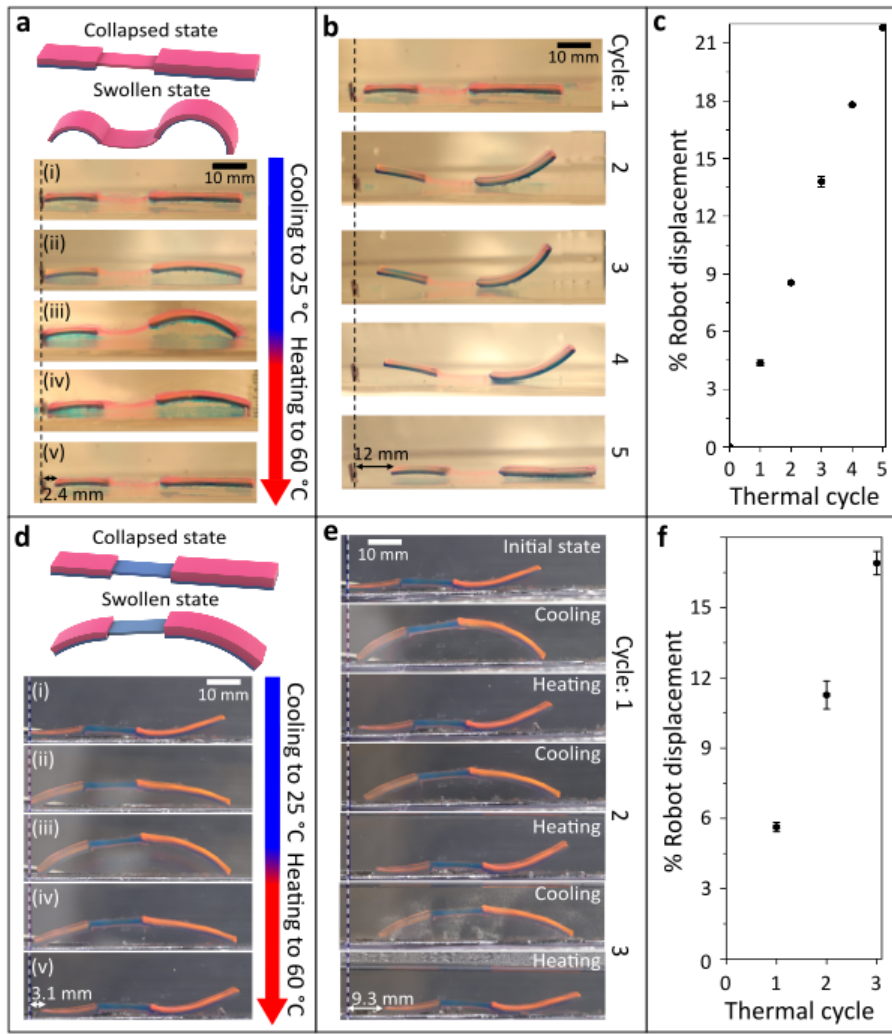 a
Collapsed state
Swollen state
(i)
10 mm
(ii)
(iii)
(iv)
(v)
2.4 mm
Cooling to 25 °C
Heating to 60 °C
b
10 mm
Cycle: 1
2
3
4
5
12 mm
c
% Robot displacement
21
18
15
12
9
6
3
0
0 1 2 3 4 5
Thermal cycle
d
Collapsed state
Swollen state
(i)
10 mm
(ii)
(iii)
(iv)
(v)
3.1 mm
Cooling to 25 °C
Heating to 60 °C
e
10 mm
Initial state
Cooling
Heating
Cooling
Heating
Cooling
Heating
9.3 mm
Cycle: 1
2
3
f
% Robot displacement
15
12
9
6
3
0
0 1 2 3
Thermal cycle